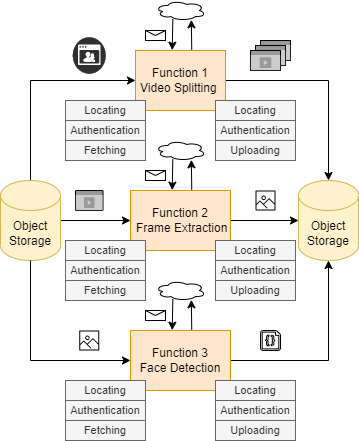 Function 1
Video Splitting
Locating
Authentication
Fetching
Locating
Authentication
Uploading
Object
Storage
Function 2
Frame Extraction
Object
Storage
Locating
Authentication
Fetching
Locating
Authentication
Uploading
Function 3
Face Detection
{}
Locating
Authentication
Fetching
Locating
Authentication
Uploading